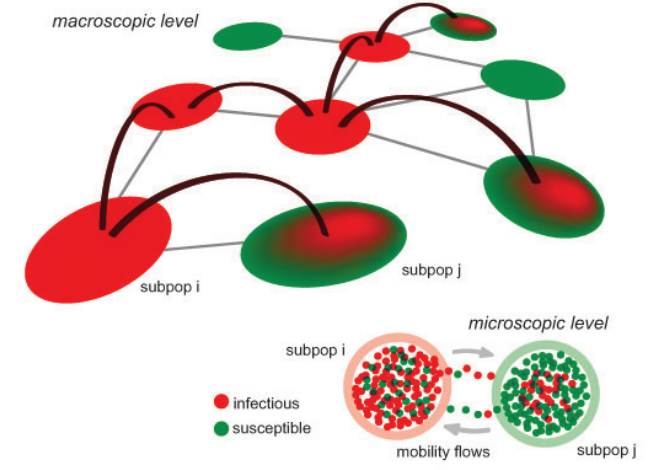 macroscopic level
subpop i
subpop j
microscopic level
subpop i
infectious
susceptible
mobility flows
subpop j